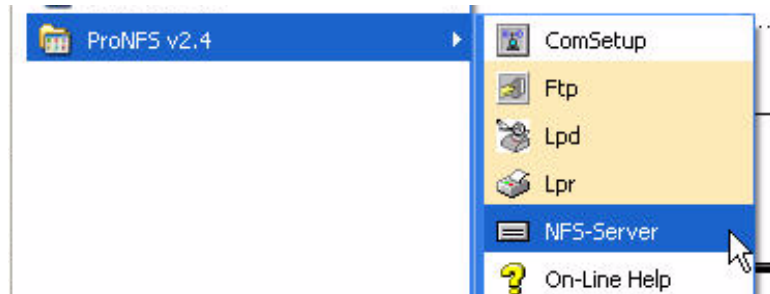 ProNFS v2.4
ComSetup
Ftp
Lpd
Lpr
NFS-Server
On-Line Help